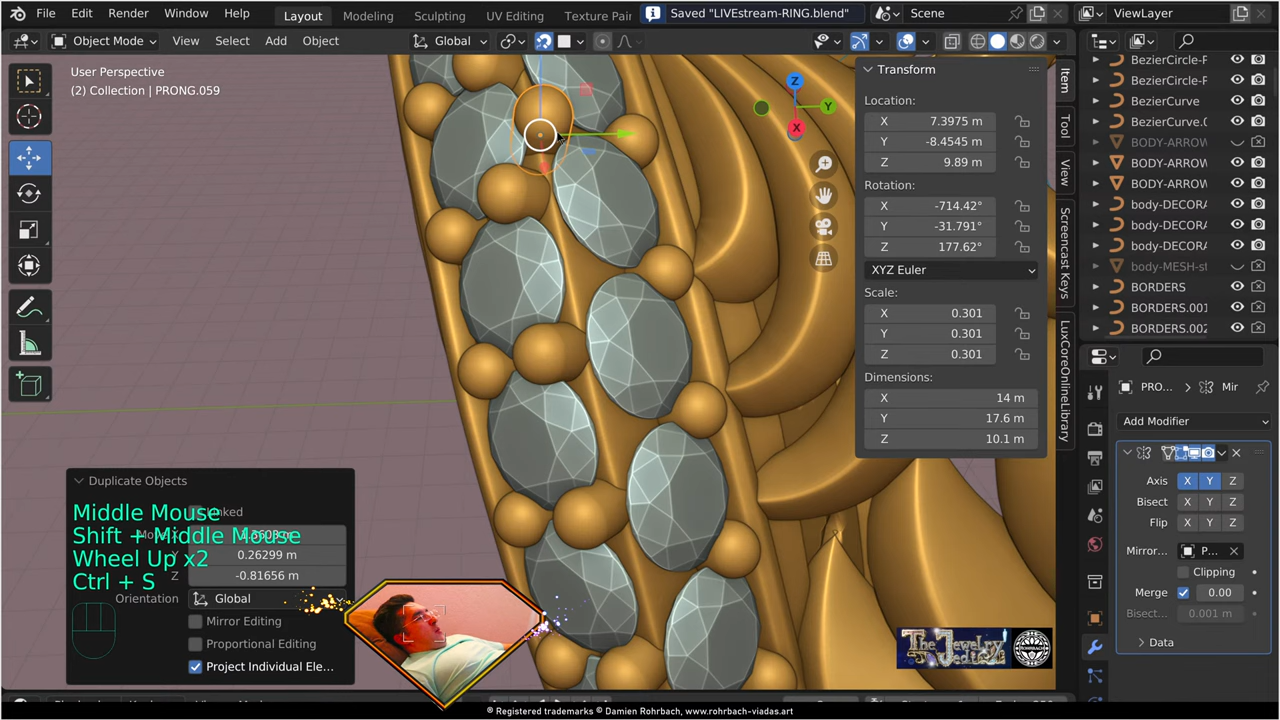 File Edit Render Window Help Layout Modeling Sculpting UV Editing Texture Pai Saved "LIVEstream-RING.blend" Scene ViewLayer
Object Mode View Select Add Object Global
User Perspective
(2) Collection | PRONG.059
Z
Y
X
Transform
Location:
X 7.3975 m
Y -8.4545 m
Z 9.89 m
Rotation:
X -714.42°
Y -31.791°
Z 177.62°
XYZ Euler
Scale:
X 0.301
Y 0.301
Z 0.301
Dimensions:
X 14 m
Y 17.6 m
Z 10.1 m
Item
Tool
View
Screencast Keys
LuxCoreOnlineLibrary
BezierCircle-F
BezierCircle-F
BezierCurve
BezierCurve.0
BODY-ARROW
BODY-ARROW
BODY-ARROW
body-DECORA
body-DECORA
body-DECORA
body-MESH-st
BORDERS
BORDERS.001
BORDERS.002
PRO... Mir
Add Modifier
Axis X Y Z
Bisect X Y Z
Flip X Y Z
Mirror... P...
Clipping
Merge 0.00
Bisect... 0.001 m
Data
Duplicate Objects
Linked
Y 0.26299 m
Z -0.81656 m
Orientation Global
Mirror Editing
Proportional Editing
Project Individual Ele...
Middle Mouse
Shift + Middle Mouse
Wheel Up x2
Ctrl + S
The Jewelry
ROHRBACH
® Registered trademarks © Damien Rohrbach, www.rohrbach-viadas.art